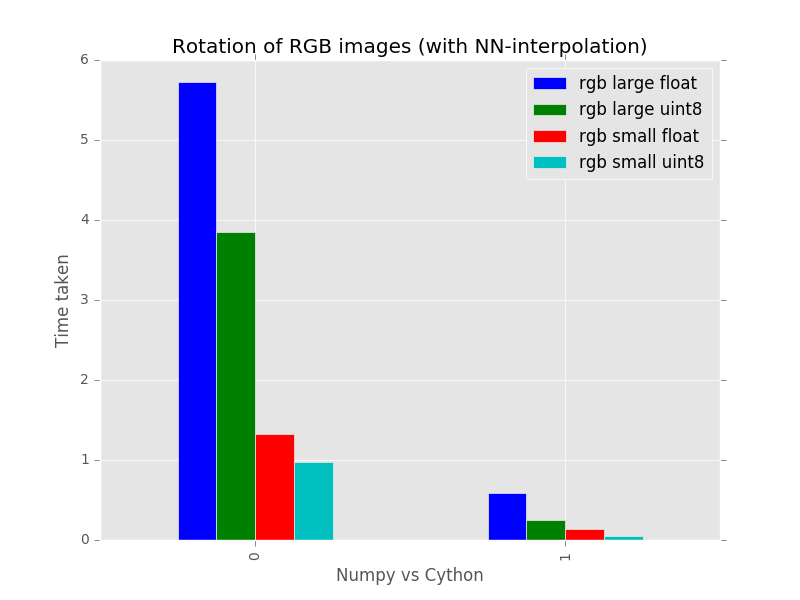 Rotation of RGB images (with NN-interpolation)
rgb large float
rgb large uint8
rgb small float
rgb small uint8
6
5
4
3
2
1
0
Time taken
0
1
Numpy vs Cython